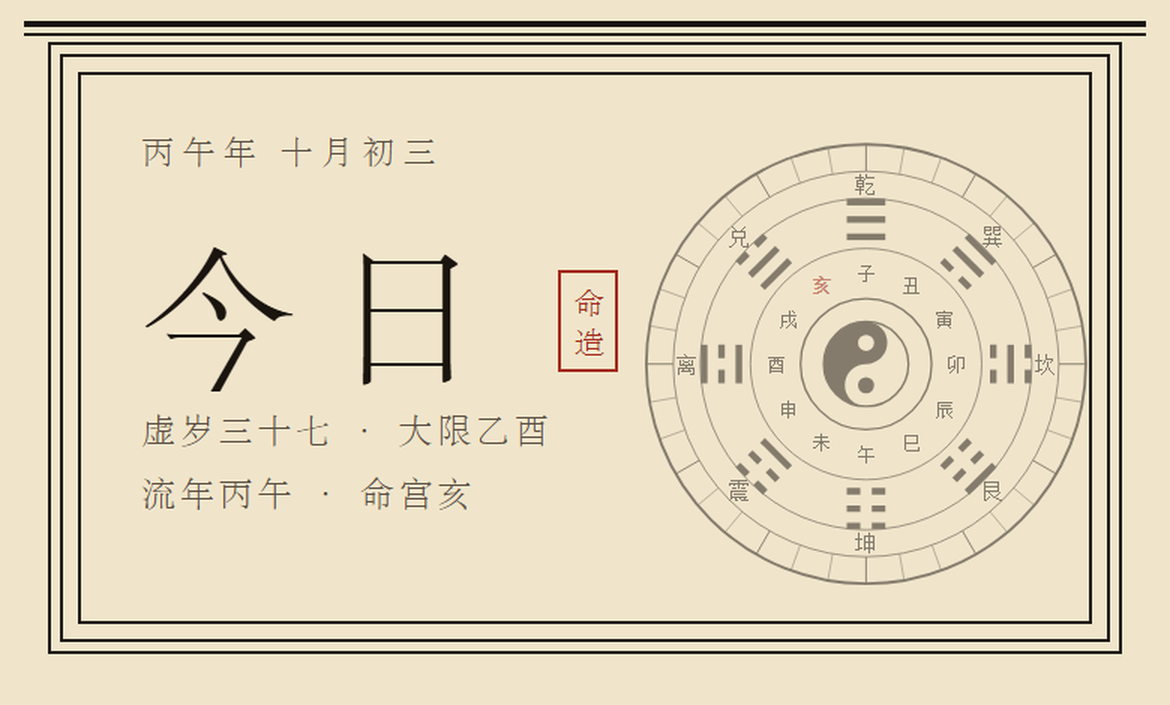 丙午年 十月初三
今日
虚岁三十七 · 大限乙酉
流年丙午 · 命宫亥
命造
乾
巽
坎
艮
坤
震
离
兑
子
丑
寅
卯
辰
巳
午
未
申
酉
戌
亥